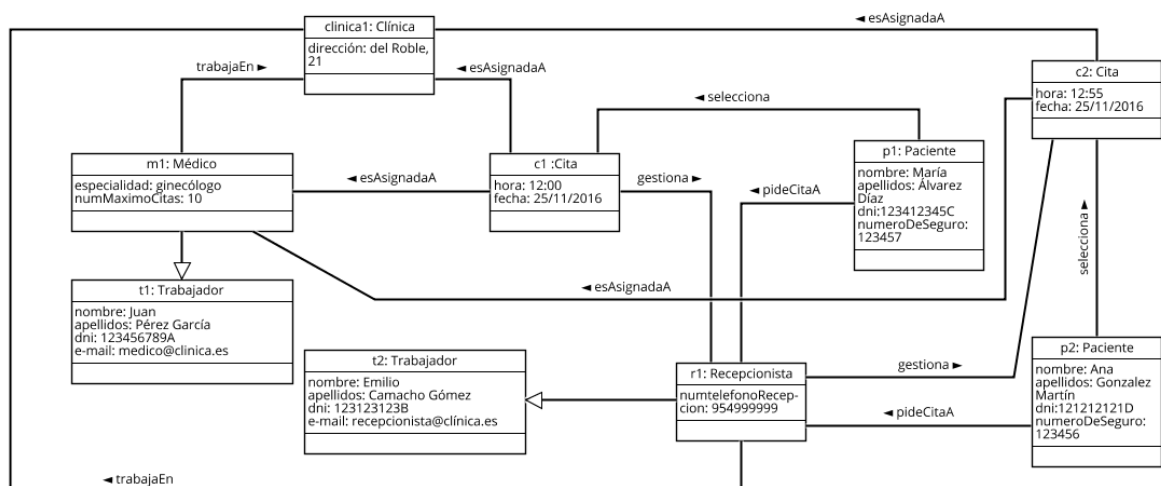 ◄ esAsignadaA
clinica1: Clínica
dirección: del Roble,
21
trabajaEn ►
◄ esAsignadaA
c2: Cita
hora: 12:55
fecha: 25/11/2016
◄ selecciona
m1: Médico
especialidad: ginecólogo
numMaximoCitas: 10
◄ esAsignadaA
c1 :Cita
hora: 12:00
fecha: 25/11/2016
gestiona ►
p1: Paciente
nombre: María
apellidos: Álvarez
Díaz
dni:123412345C
numeroDeSeguro:
123457
◄ pideCitaA
selecciona ►
t1: Trabajador
nombre: Juan
apellidos: Pérez García
dni: 123456789A
e-mail: medico@clinica.es
◄ esAsignadaA
t2: Trabajador
nombre: Emilio
apellidos: Camacho Gómez
dni: 123123123B
e-mail: recepcionista@clínica.es
r1: Recepcionista
numtelefonoRecep-
cion: 954999999
gestiona ►
◄ pideCitaA
p2: Paciente
nombre: Ana
apellidos: Gonzalez
Martín
dni:121212121D
numeroDeSeguro:
123456
◄ trabajaEn